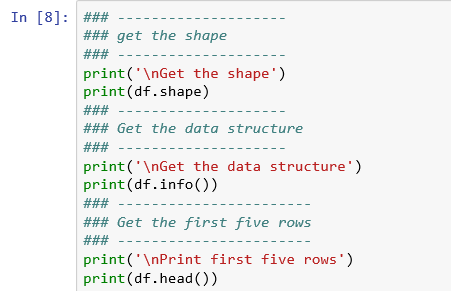 In [8]: ### --------------------
### get the shape
### --------------------
print('\nGet the shape')
print(df.shape)
### --------------------
### Get the data structure
### --------------------
print('\nGet the data structure')
print(df.info())
### -----------------------
### Get the first five rows
### -----------------------
print('\nPrint first five rows')
print(df.head())